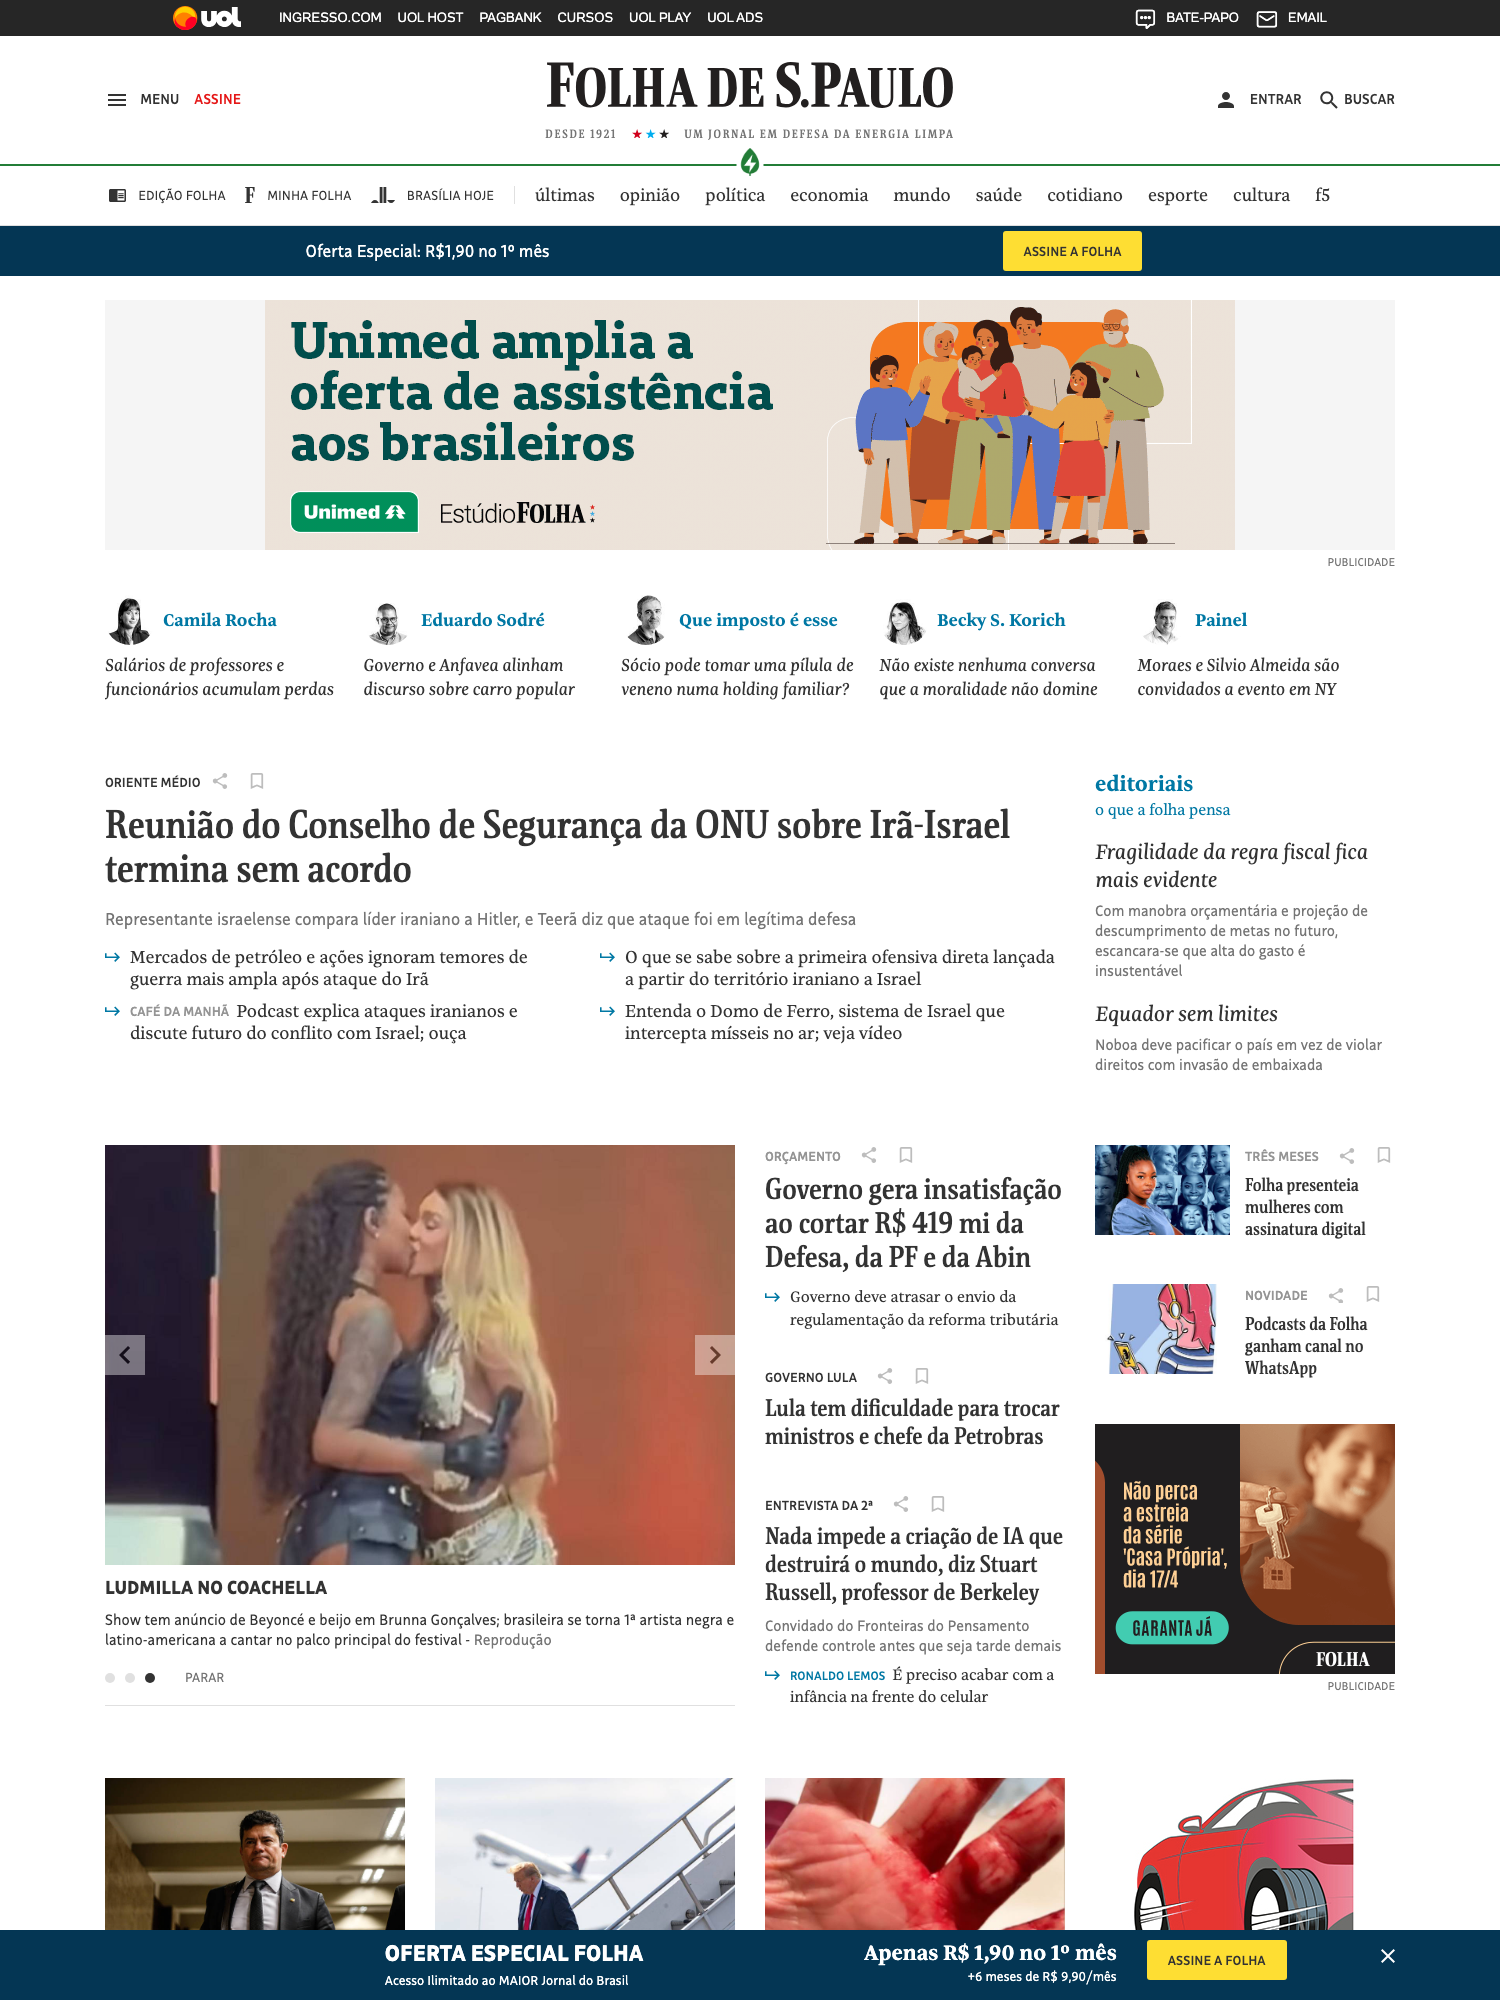 uol INGRESSO.COM UOL HOST PAGBANK CURSOS UOL PLAY UOL ADS BATE-PAPO EMAIL
MENU ASSINE
FOLHA DE S.PAULO
ENTRAR BUSCAR
DESDE 1921 ★★★ UM JORNAL EM DEFESA DA ENERGIA LIMPA
EDIÇÃO FOLHA F MINHA FOLHA BRASÍLIA HOJE últimas opinião política economia mundo saúde cotidiano esporte cultura f5
Oferta Especial: R$1,90 no 1º mês ASSINE A FOLHA
Unimed amplia a
oferta de assistência
aos brasileiros
Unimed EstúdioFOLHA
PUBLICIDADE
Camila Rocha
Salários de professores e
funcionários acumulam perdas
Eduardo Sodré
Governo e Anfavea alinham
discurso sobre carro popular
Que imposto é esse
Sócio pode tomar uma pílula de
veneno numa holding familiar?
Becky S. Korich
Não existe nenhuma conversa
que a moralidade não domine
Painel
Moraes e Silvio Almeida são
convidados a evento em NY
ORIENTE MÉDIO
Reunião do Conselho de Segurança da ONU sobre Irã-Israel
termina sem acordo
Representante israelense compara líder iraniano a Hitler, e Teerã diz que ataque foi em legítima defesa
Mercados de petróleo e ações ignoram temores de
guerra mais ampla após ataque do Irã
CAFÉ DA MANHÃ Podcast explica ataques iranianos e
discute futuro do conflito com Israel; ouça
O que se sabe sobre a primeira ofensiva direta lançada
a partir do território iraniano a Israel
Entenda o Domo de Ferro, sistema de Israel que
intercepta mísseis no ar; veja vídeo
editoriais
o que a folha pensa
Fragilidade da regra fiscal fica
mais evidente
Com manobra orçamentária e projeção de
descumprimento de metas no futuro,
escancara-se que alta do gasto é
insustentável
Equador sem limites
Noboa deve pacificar o país em vez de violar
direitos com invasão de embaixada
LUDMILLA NO COACHELLA
Show tem anúncio de Beyoncé e beijo em Brunna Gonçalves; brasileira se torna 1ª artista negra e
latino-americana a cantar no palco principal do festival - Reprodução
PARAR
ORÇAMENTO
Governo gera insatisfação
ao cortar R$ 419 mi da
Defesa, da PF e da Abin
Governo deve atrasar o envio da
regulamentação da reforma tributária
GOVERNO LULA
Lula tem dificuldade para trocar
ministros e chefe da Petrobras
ENTREVISTA DA 2ª
Nada impede a criação de IA que
destruirá o mundo, diz Stuart
Russell, professor de Berkeley
Convidado do Fronteiras do Pensamento
defende controle antes que seja tarde demais
RONALDO LEMOS É preciso acabar com a
infância na frente do celular
TRÊS MESES
Folha presenteia
mulheres com
assinatura digital
NOVIDADE
Podcasts da Folha
ganham canal no
WhatsApp
Não perca
a estreia
da série
'Casa Própria',
dia 17/4
GARANTA JÁ
FOLHA
PUBLICIDADE
OFERTA ESPECIAL FOLHA
Acesso Ilimitado ao MAIOR Jornal do Brasil
Apenas R$ 1,90 no 1º mês
+6 meses de R$ 9,90/mês
ASSINE A FOLHA